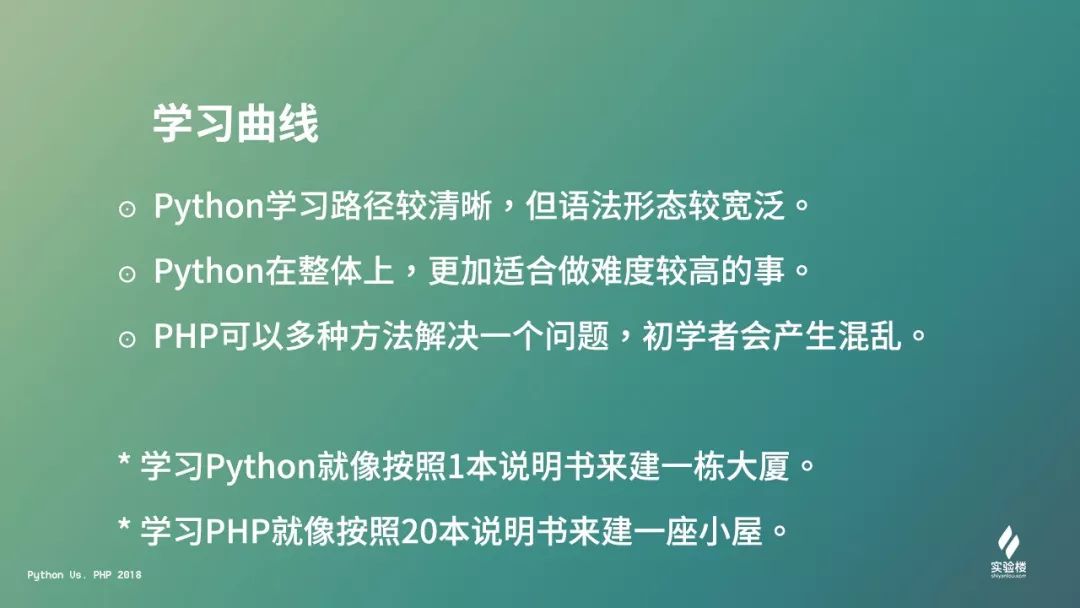 学习曲线
⊙ Python学习路径较清晰，但语法形态较宽泛。
⊙ Python在整体上，更加适合做难度较高的事。
⊙ PHP可以多种方法解决一个问题，初学者会产生混乱。
* 学习Python就像按照1本说明书来建一栋大厦。
* 学习PHP就像按照20本说明书来建一座小屋。
Python Vs. PHP 2018
实验楼
shiyanlou.com